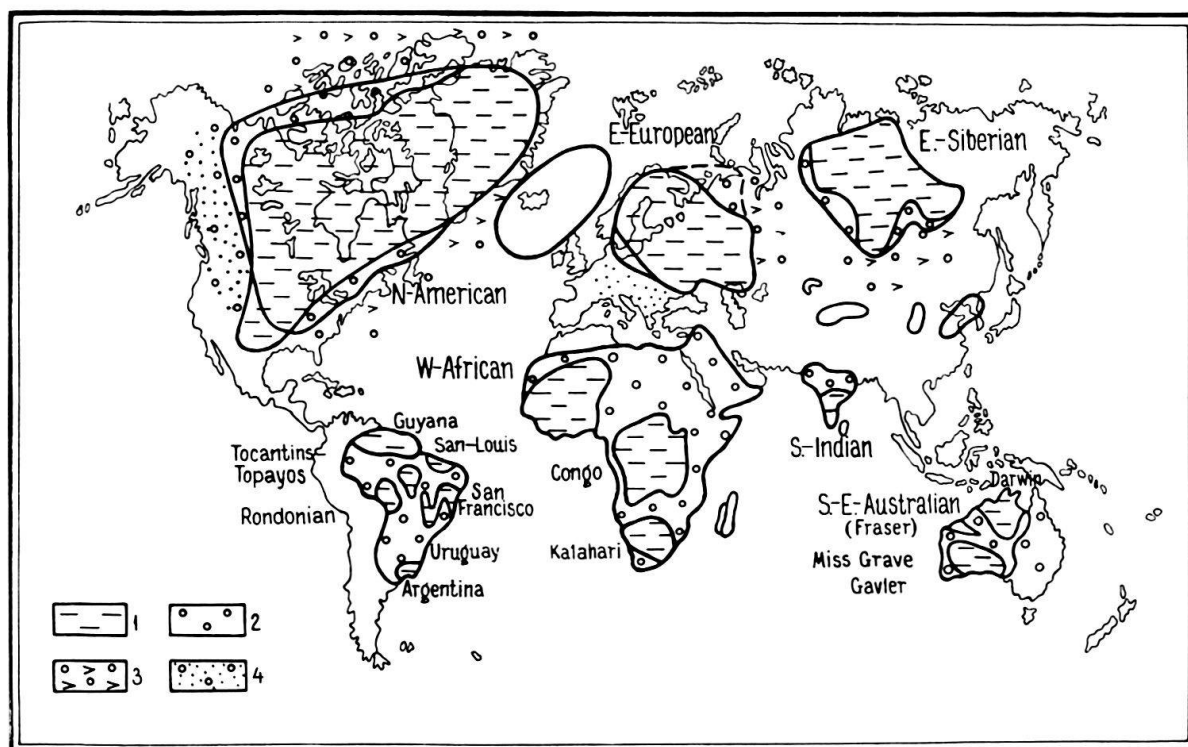 E.-European
E.-Siberian
N-American
W-African
Guyana
San-Louis
Tocantins
Topayos
San
Francisco
Rondonian
Uruguay
Argentina
Congo
Kalahari
S.-Indian
Darwin
S.-E.-Australian
(Fraser)
Miss Grave
Gavler
1
2
3
4